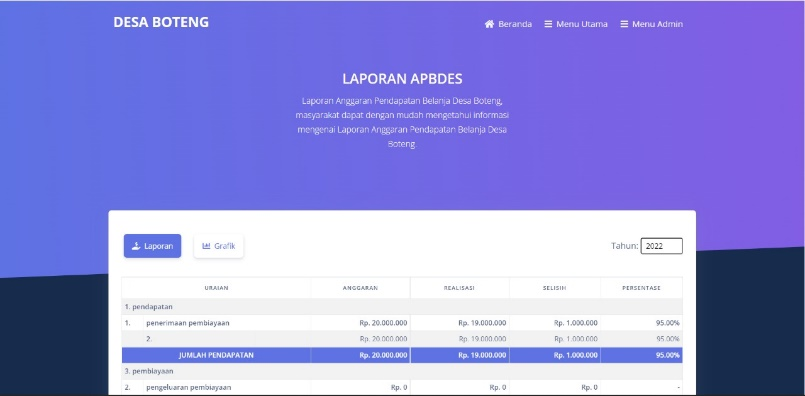 DESA BOTENG
Beranda Menu Utama Menu Admin
LAPORAN APBDES
Laporan Anggaran Pendapatan Belanja Desa Boteng,
masyarakat dapat dengan mudah mengetahui informasi
mengenai Laporan Anggaran Pendapatan Belanja Desa
Boteng.
Laporan Grafik Tahun: 2022
URAIAN ANGGARAN REALISASI SELISIH PERSENTASE
1. pendapatan
1. penerimaan pembiayaan Rp. 20.000.000 Rp. 19.000.000 Rp. 1.000.000 95.00%
2. Rp. 20.000.000 Rp. 19.000.000 Rp. 1.000.000 95.00%
JUMLAH PENDAPATAN Rp. 20.000.000 Rp. 19.000.000 Rp. 1.000.000 95.00%
3. pembiayaan
2. pengeluaran pembiayaan Rp. 0 Rp. 0 Rp. 0 -